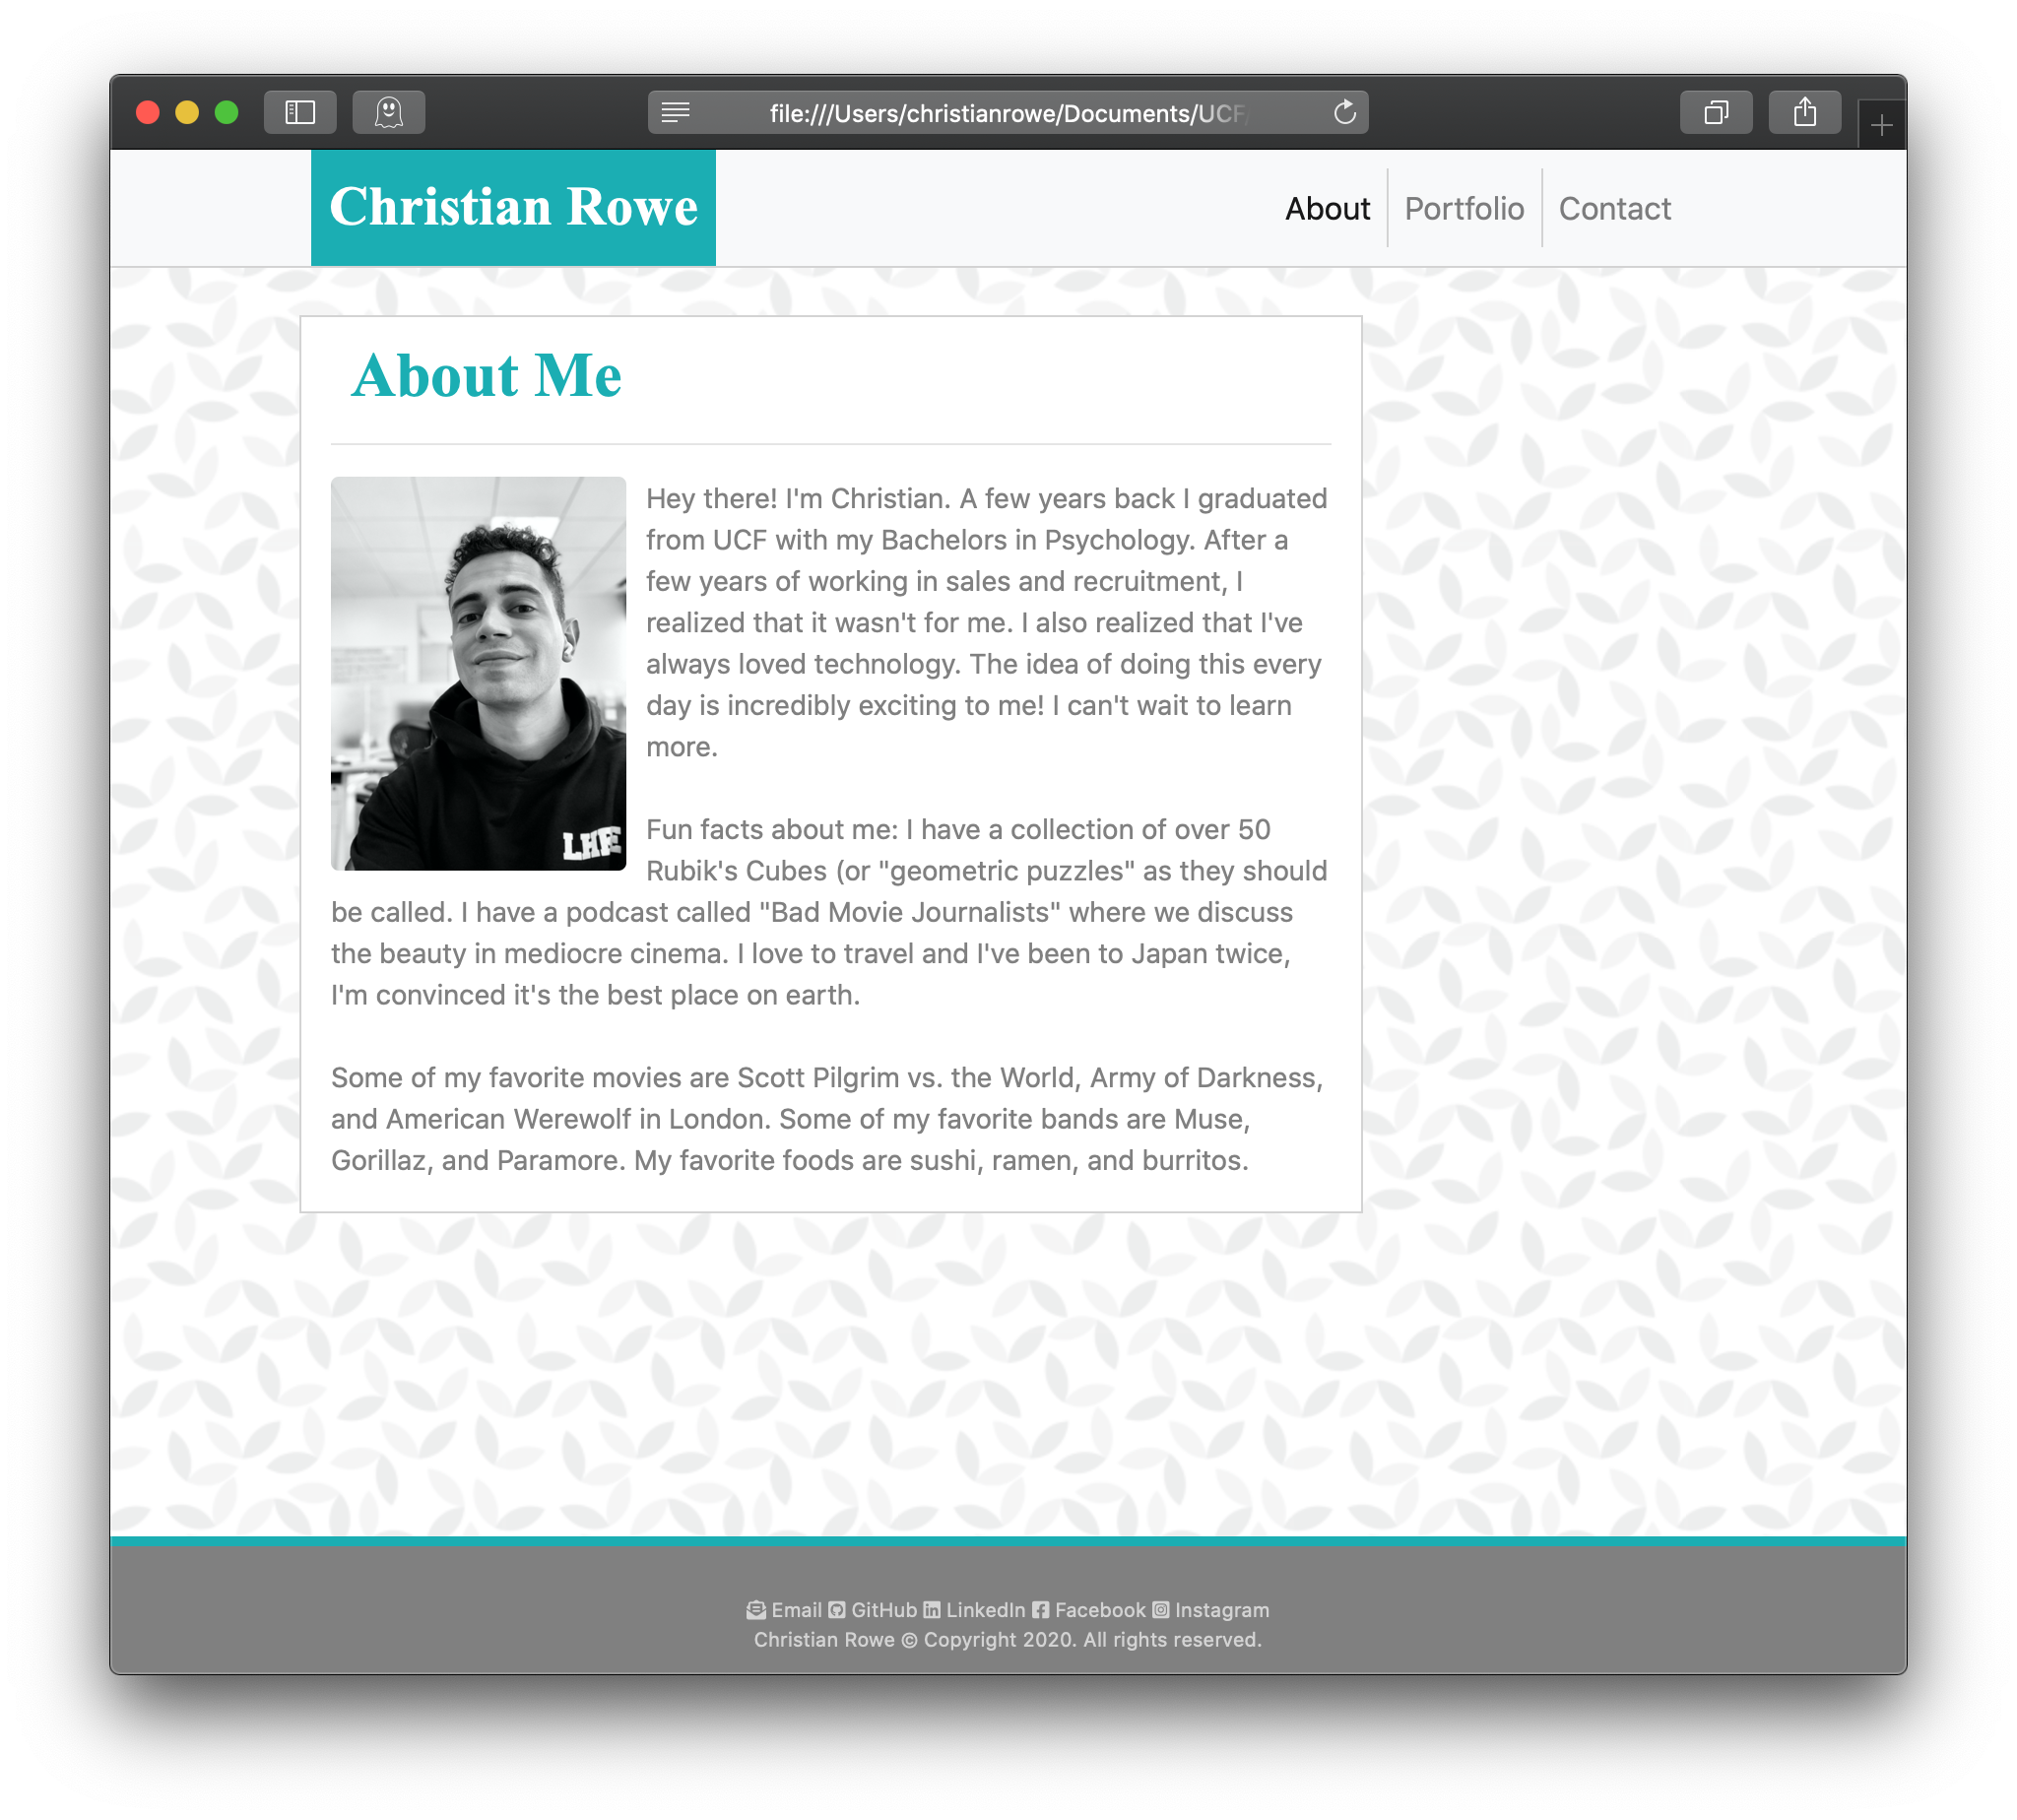 file:///Users/christianrowe/Documents/UCF/
Christian Rowe
About
Portfolio
Contact
About Me
Hey there! I'm Christian. A few years back I graduated
from UCF with my Bachelors in Psychology. After a
few years of working in sales and recruitment, I
realized that it wasn't for me. I also realized that I've
always loved technology. The idea of doing this every
day is incredibly exciting to me! I can't wait to learn
more.
Fun facts about me: I have a collection of over 50
Rubik's Cubes (or "geometric puzzles" as they should
be called. I have a podcast called "Bad Movie Journalists" where we discuss
the beauty in mediocre cinema. I love to travel and I've been to Japan twice,
I'm convinced it's the best place on earth.
Some of my favorite movies are Scott Pilgrim vs. the World, Army of Darkness,
and American Werewolf in London. Some of my favorite bands are Muse,
Gorillaz, and Paramore. My favorite foods are sushi, ramen, and burritos.
Email GitHub LinkedIn Facebook Instagram
Christian Rowe © Copyright 2020. All rights reserved.